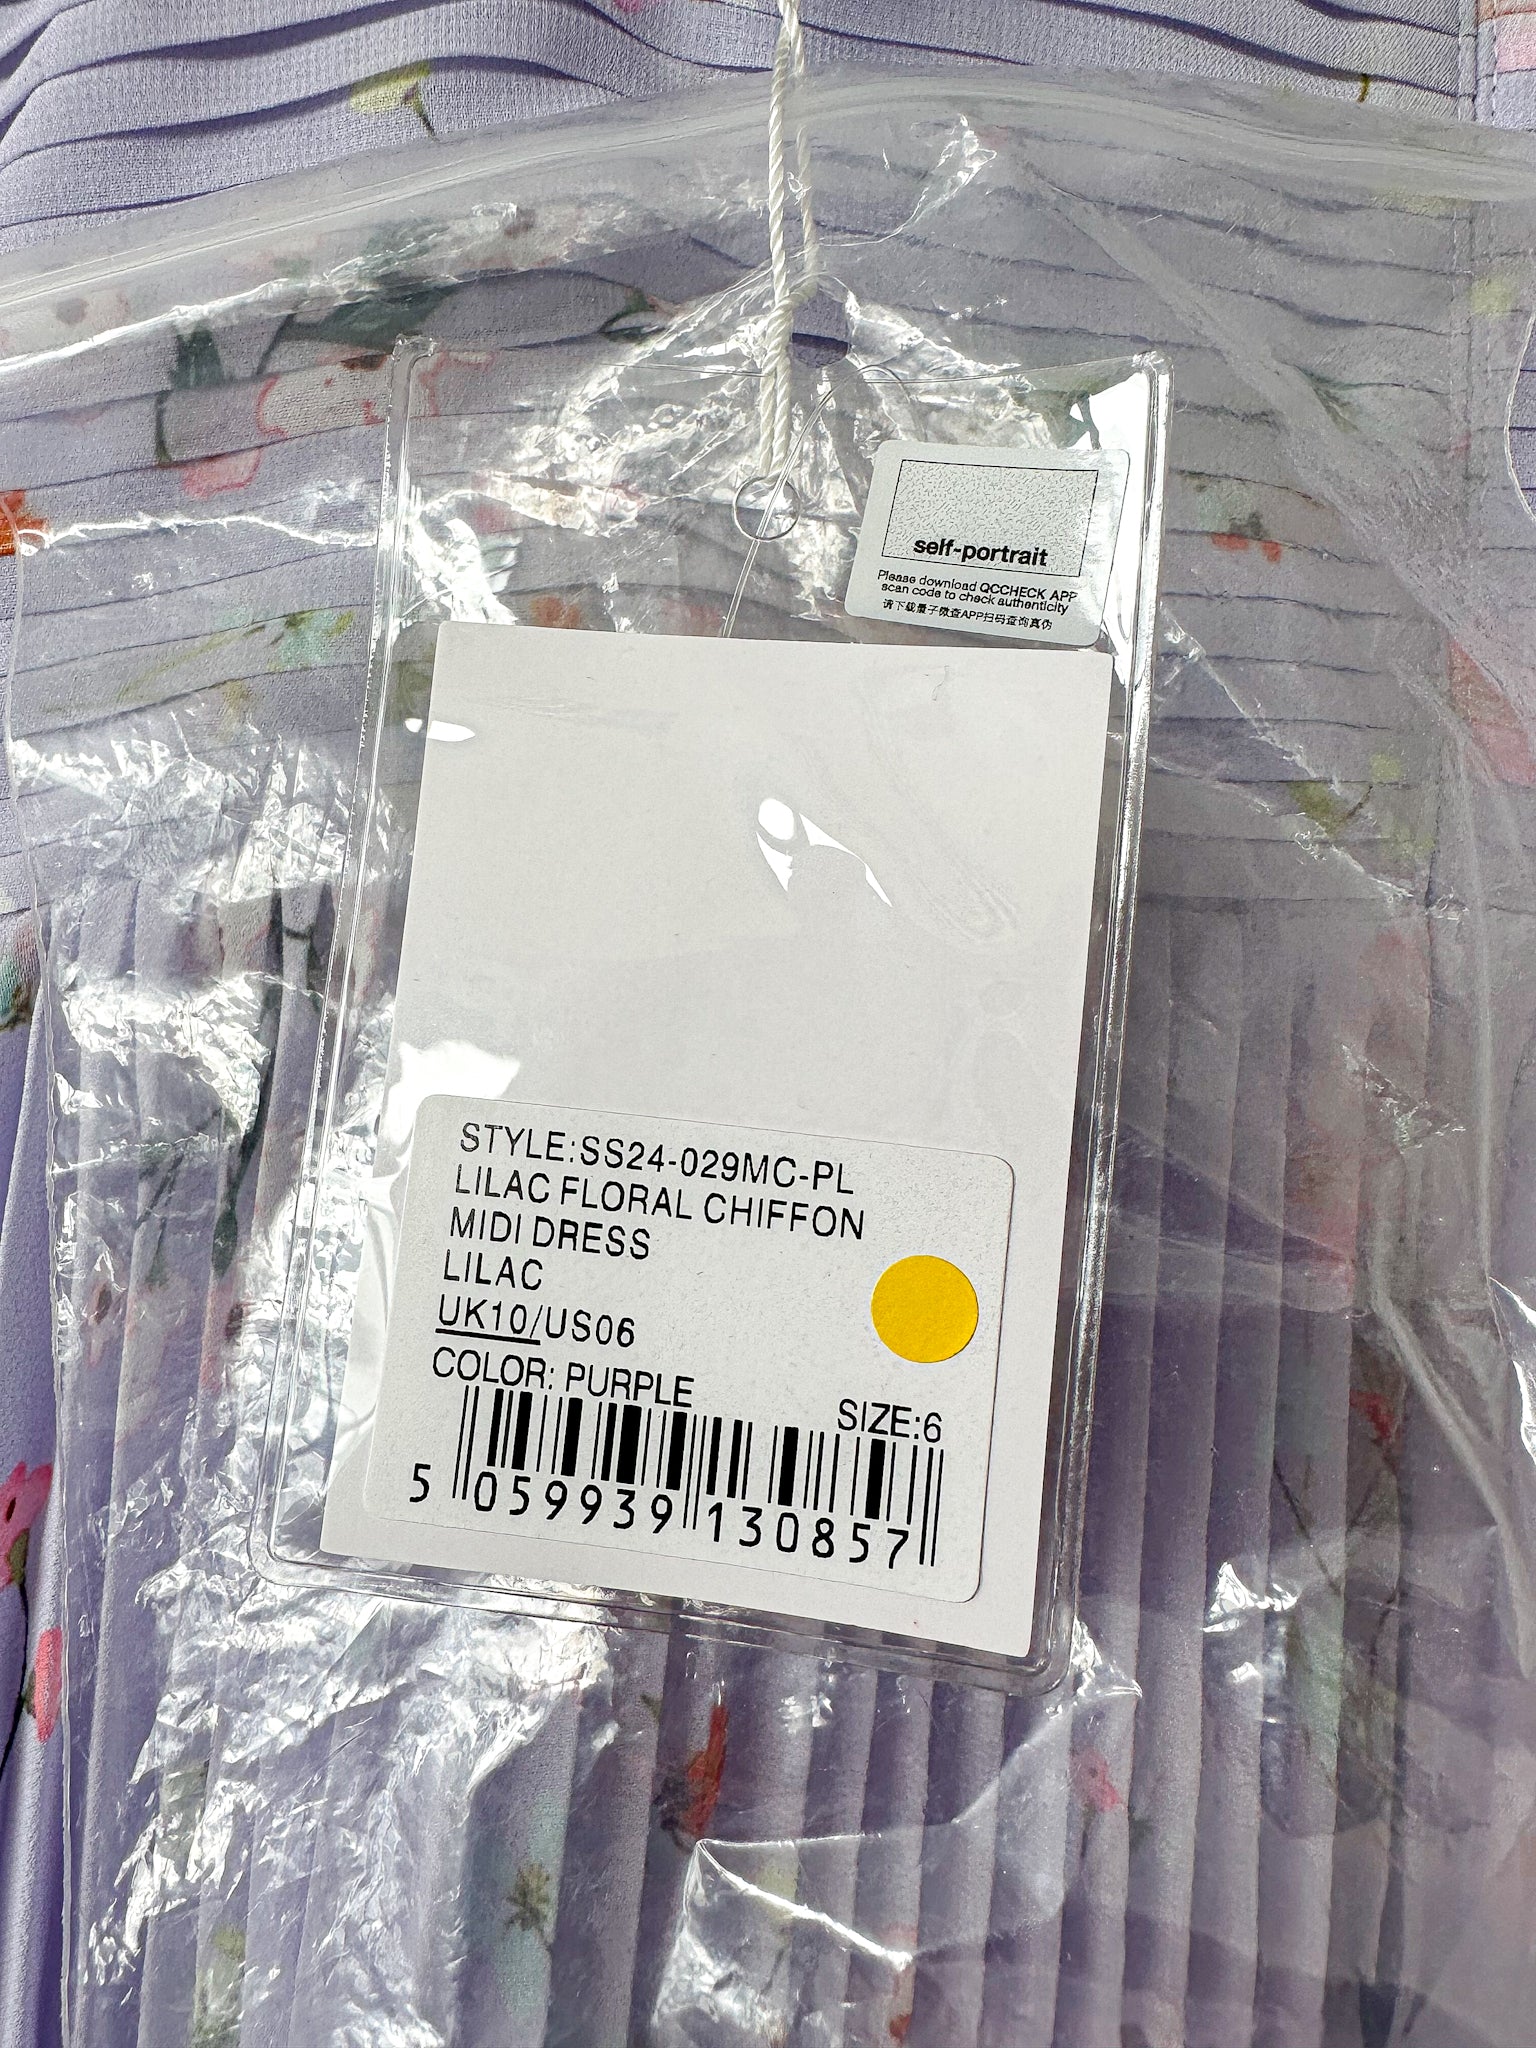 self-portrait
Please download QCCHECK APP
scan code to check authenticity
请下载量子微查APP扫码查询真伪
STYLE:SS24-029MC-PL
LILAC FLORAL CHIFFON
MIDI DRESS
LILAC
UK10/US06
COLOR: PURPLE
SIZE:6
5 059939 130857